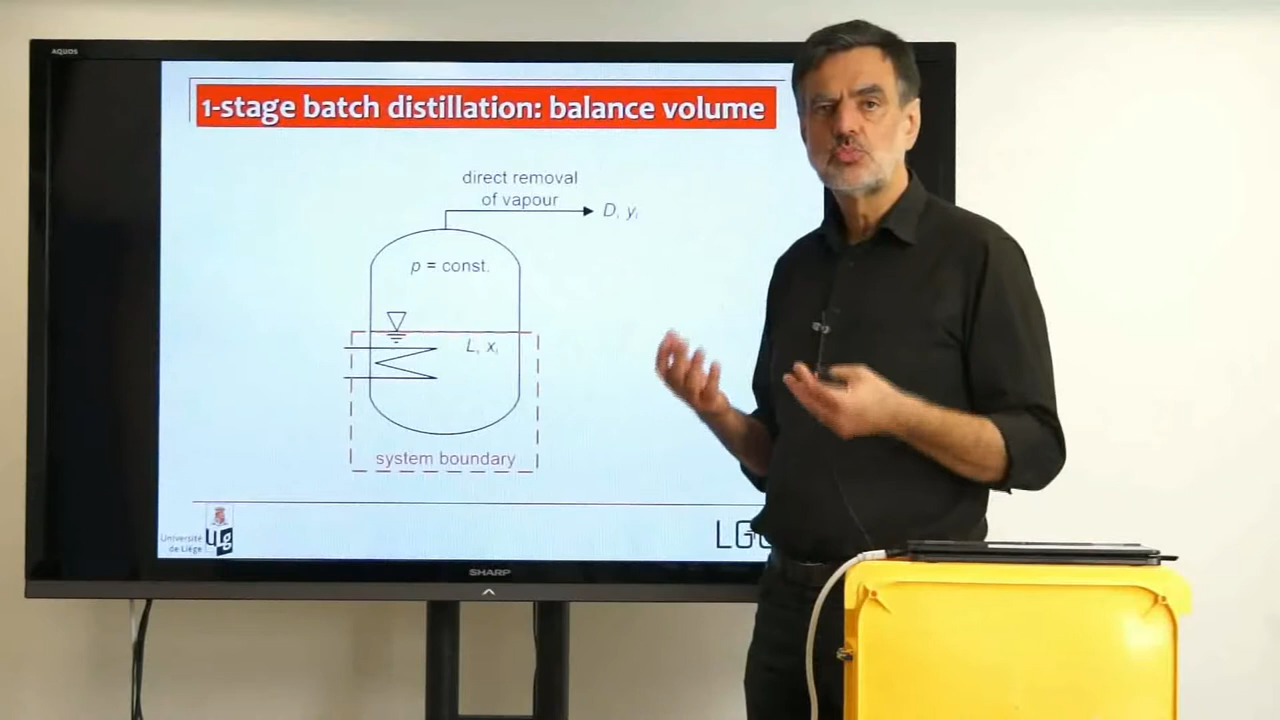 AQUOS
1-stage batch distillation: balance volume
direct removal
of vapour
D, yᵢ
p = const.
L, xᵢ
system boundary
Université
de Liège
ULg
SHARP